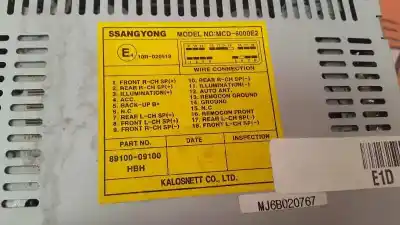 SSANGYONG
MODEL NO:MCD-4000E2
E
WIRE CONNECTION
1. FRONT R-CH SP(+)
2. REAR R-CH SP(+)
3. ILLUMINATION(+)
4. ACC.
5. BACK-UP B+
6. N.C
7. REAR L-CH SP(+)
8. FRONT L-CH SP(+)
9. FRONT R-CH SP(-)
10. REAR R-CH SP(-)
11. ILLUMINATION(-)
12. AUTO ANT.
13. REMOCON GROUND
14. GROUND
15. N.C
16. REMOCON FRONT
17. REAR L-CH SP(-)
18. FRONT L-CH SP(-)
PART NO.
DATE
INSPECTION
89100-09100
HBH
KALOSNETT CO., LTD.
E1D
MJ6B020767